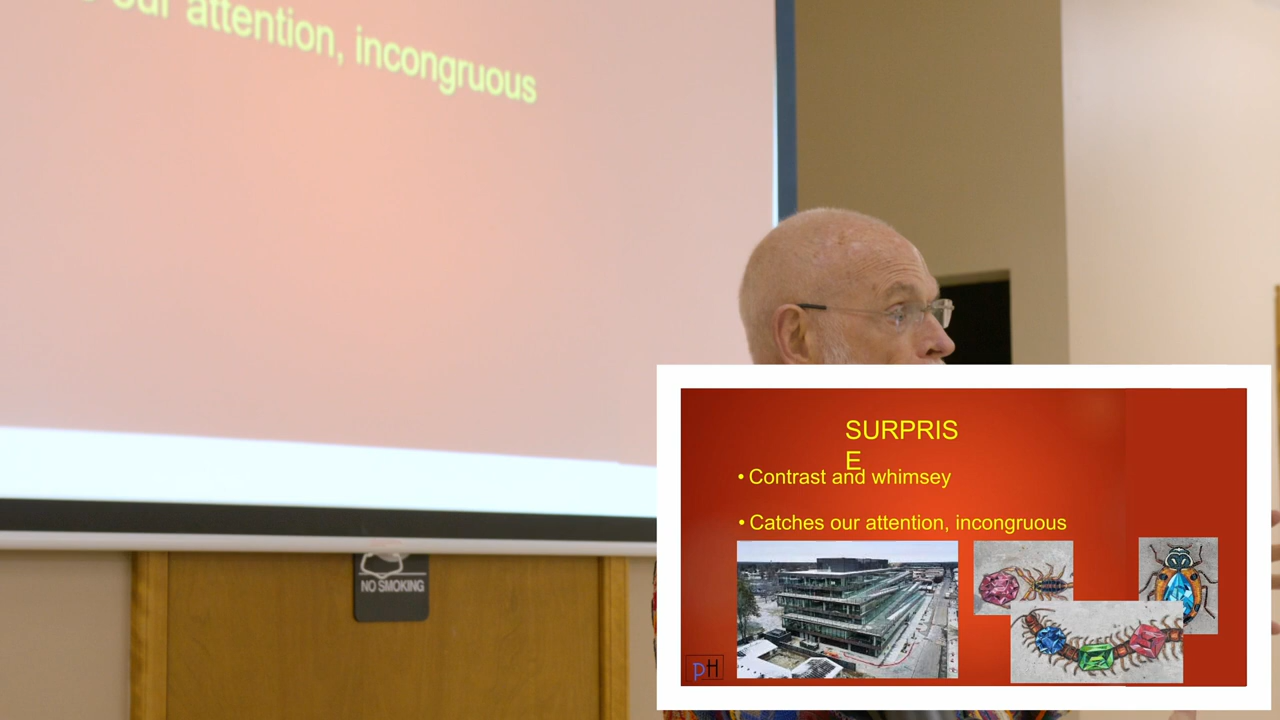 our attention, incongruous
NO SMOKING
SURPRIS
E
• Contrast and whimsey
• Catches our attention, incongruous
pH